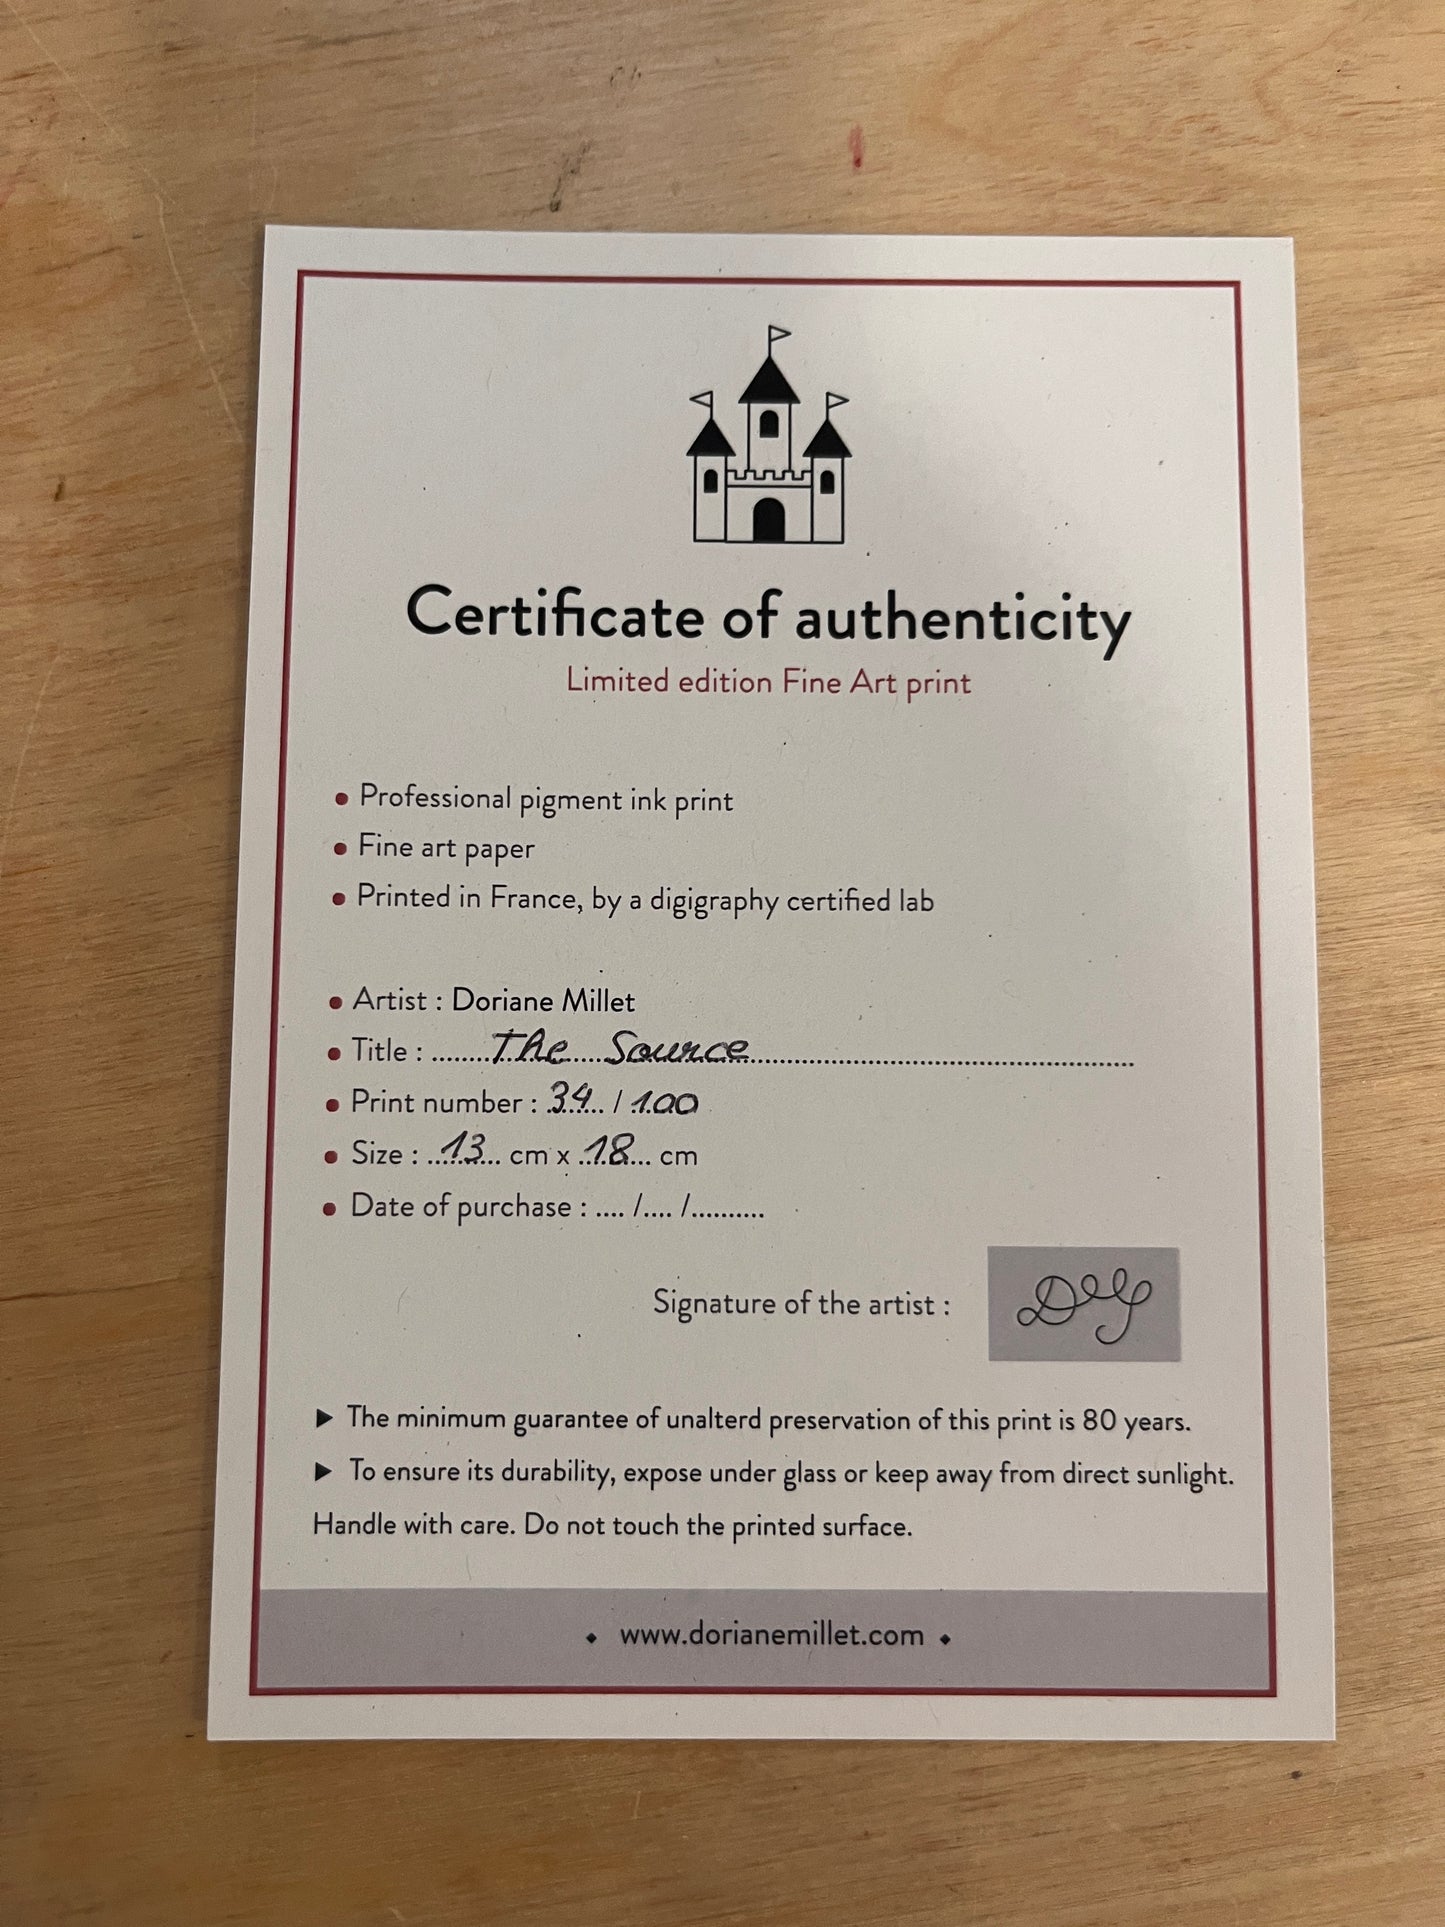 Certificate of authenticity
Limited edition Fine Art print
• Professional pigment ink print
• Fine art paper
• Printed in France, by a digigraphy certified lab
• Artist : Doriane Millet
• Title : ........The.....Source..................................................
• Print number : 34 / 100
• Size : ...13... cm x ...18... cm
• Date of purchase : .... /.... /..........
Signature of the artist :
► The minimum guarantee of unalterd preservation of this print is 80 years.
► To ensure its durability, expose under glass or keep away from direct sunlight.
Handle with care. Do not touch the printed surface.
⬥ www.dorianemillet.com ⬥